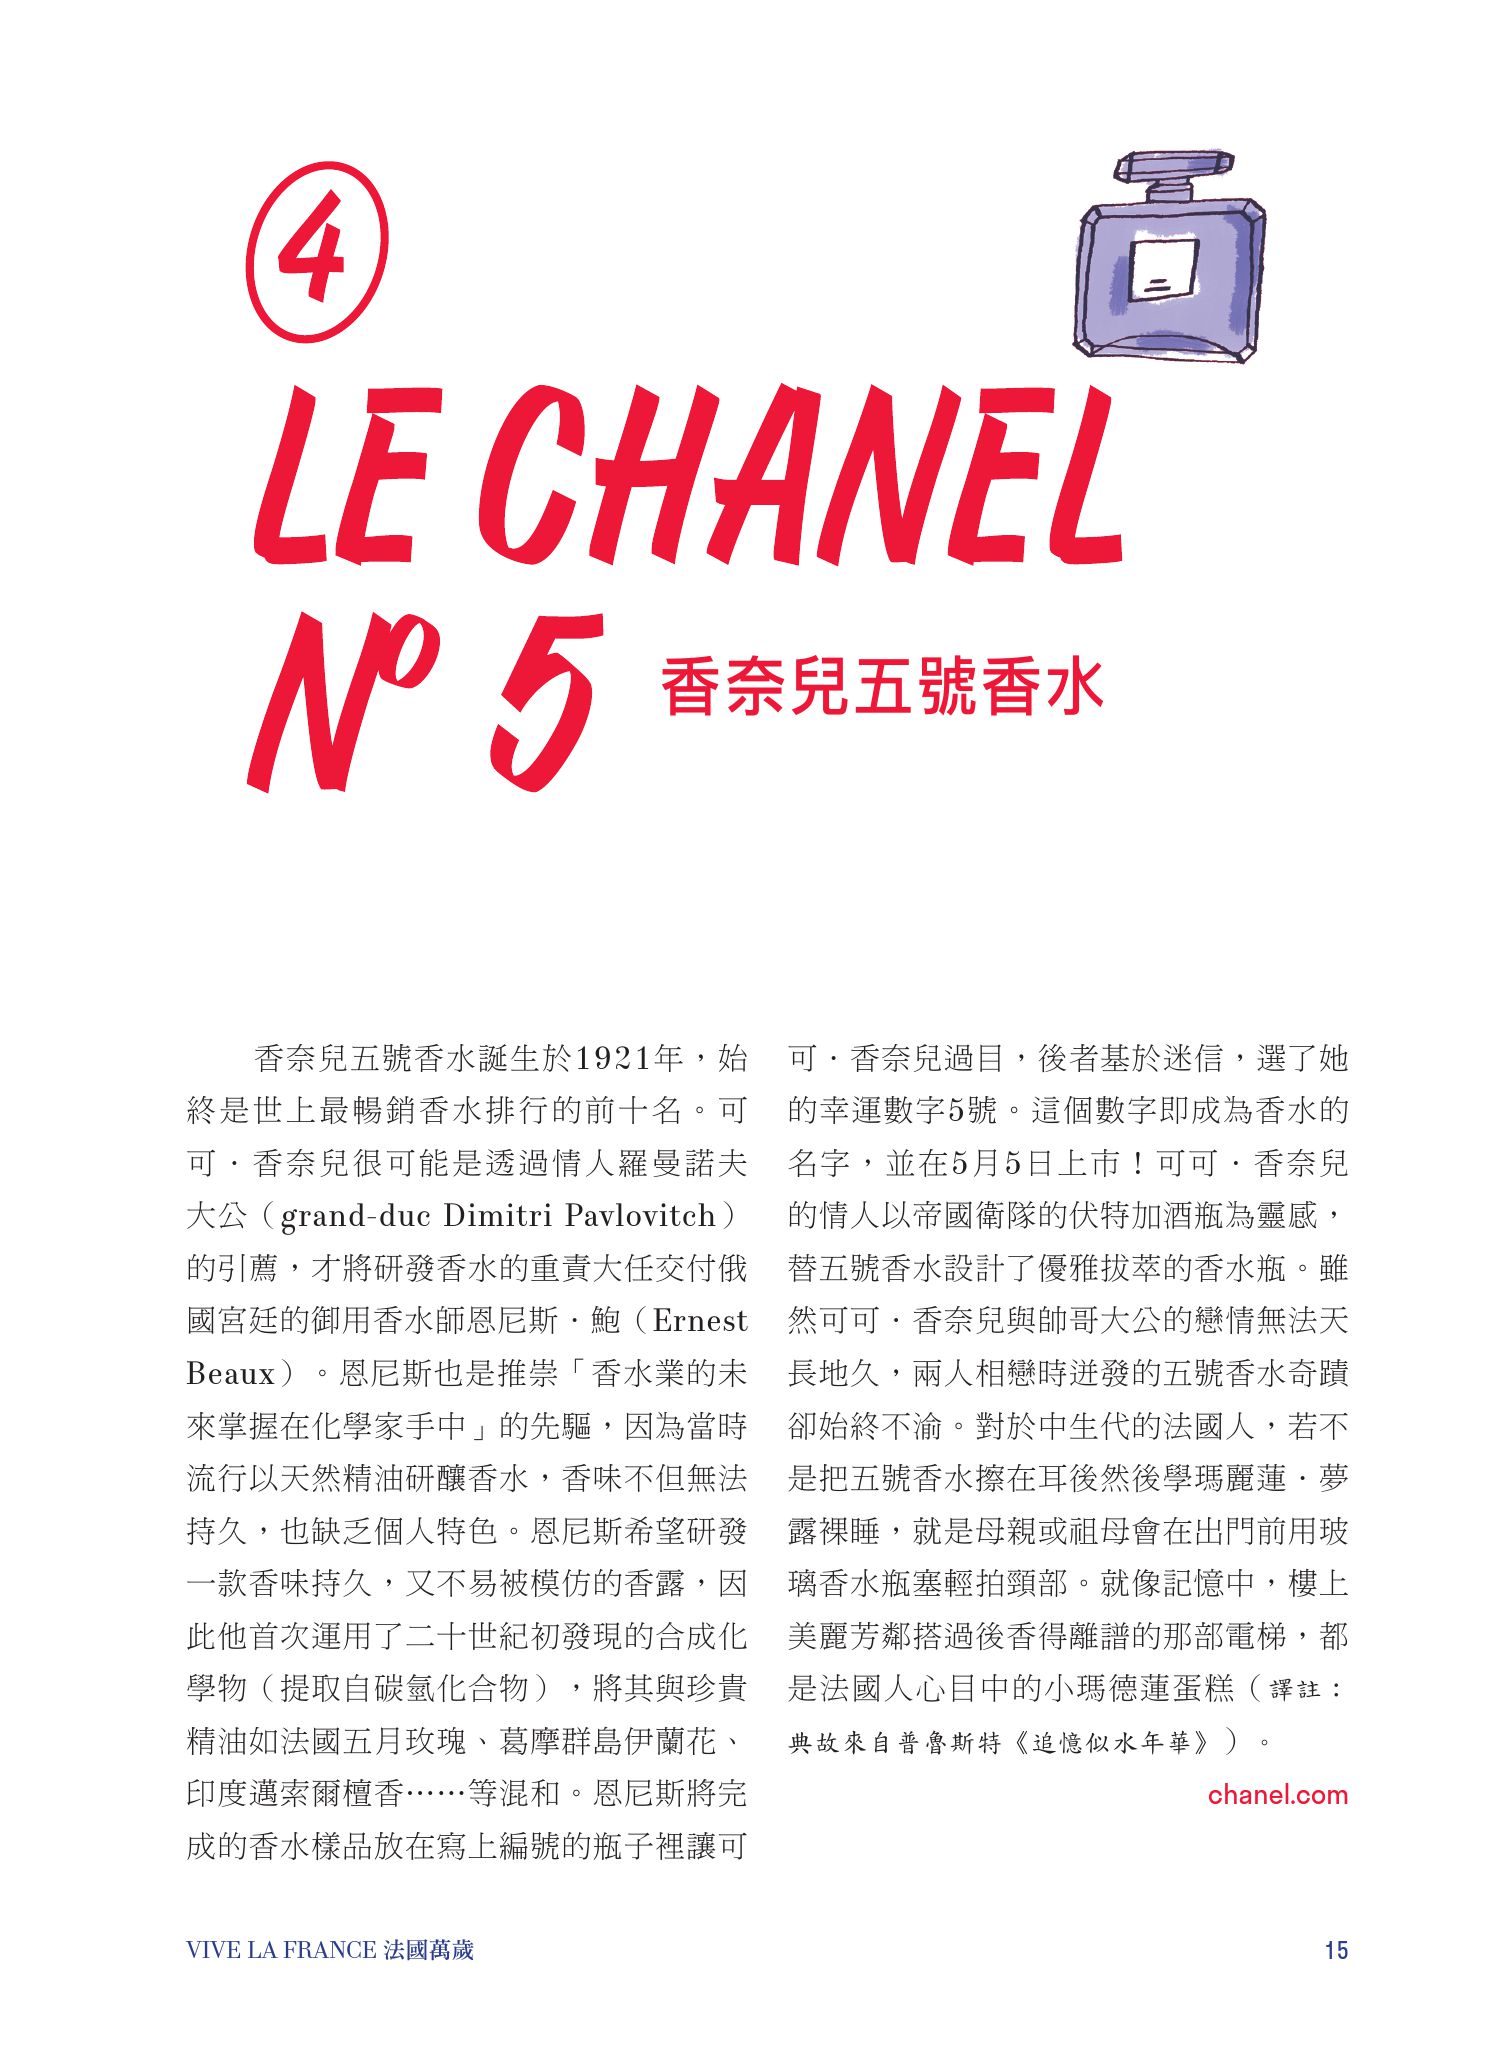 4
LE CHANEL
Nº 5 香奈兒五號香水
香奈兒五號香水誕生於1921年，始
終是世上最暢銷香水排行的前十名。可
可．香奈兒很可能是透過情人羅曼諾夫
大公（grand-duc Dimitri Pavlovitch）
的引薦，才將研發香水的重責大任交付俄
國宮廷的御用香水師恩尼斯．鮑（Ernest
Beaux）。恩尼斯也是推崇「香水業的未
來掌握在化學家手中」的先驅，因為當時
流行以天然精油研釀香水，香味不但無法
持久，也缺乏個人特色。恩尼斯希望研發
一款香味持久，又不易被模仿的香露，因
此他首次運用了二十世紀初發現的合成化
學物（提取自碳氫化合物），將其與珍貴
精油如法國五月玫瑰、葛摩群島伊蘭花、
印度邁索爾檀香……等混和。恩尼斯將完
成的香水樣品放在寫上編號的瓶子裡讓可
可．香奈兒過目，後者基於迷信，選了她
的幸運數字5號。這個數字即成為香水的
名字，並在5月5日上市！可可．香奈兒
的情人以帝國衛隊的伏特加酒瓶為靈感，
替五號香水設計了優雅拔萃的香水瓶。雖
然可可．香奈兒與帥哥大公的戀情無法天
長地久，兩人相戀時迸發的五號香水奇蹟
卻始終不渝。對於中生代的法國人，若不
是把五號香水擦在耳後然後學瑪麗蓮．夢
露裸睡，就是母親或祖母會在出門前用玻
璃香水瓶塞輕拍頸部。就像記憶中，樓上
美麗芳鄰搭過後香得離譜的那部電梯，都
是法國人心目中的小瑪德蓮蛋糕（譯註：
典故來自普魯斯特《追憶似水年華》）。
chanel.com
VIVE LA FRANCE 法國萬歲
15